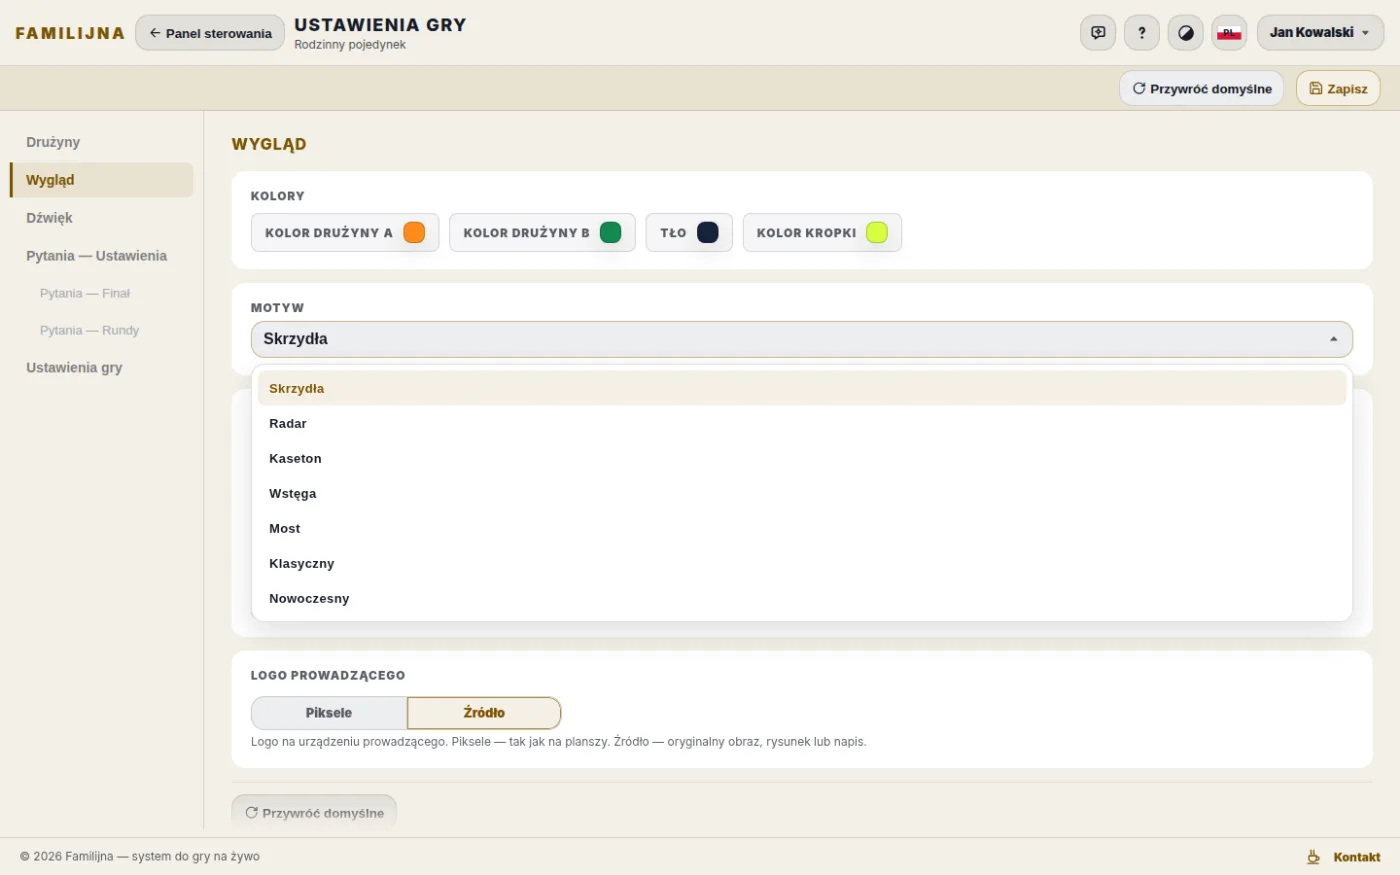 FAMILIJNA
Panel sterowania
USTAWIENIA GRY
Rodzinny pojedynek
?
PL
Jan Kowalski
Przywróć domyślne
Zapisz
Drużyny
Wygląd
Dźwięk
Pytania — Ustawienia
Pytania — Finał
Pytania — Rundy
Ustawienia gry
WYGLĄD
KOLORY
KOLOR DRUŻYNY A
KOLOR DRUŻYNY B
TŁO
KOLOR KROPKI
MOTYW
Skrzydła
Skrzydła
Radar
Kaseton
Wstęga
Most
Klasyczny
Nowoczesny
LOGO PROWADZĄCEGO
Piksele
Źródło
Logo na urządzeniu prowadzącego. Piksele — tak jak na planszy. Źródło — oryginalny obraz, rysunek lub napis.
Przywróć domyślne
© 2026 Familijna — system do gry na żywo
Kontakt